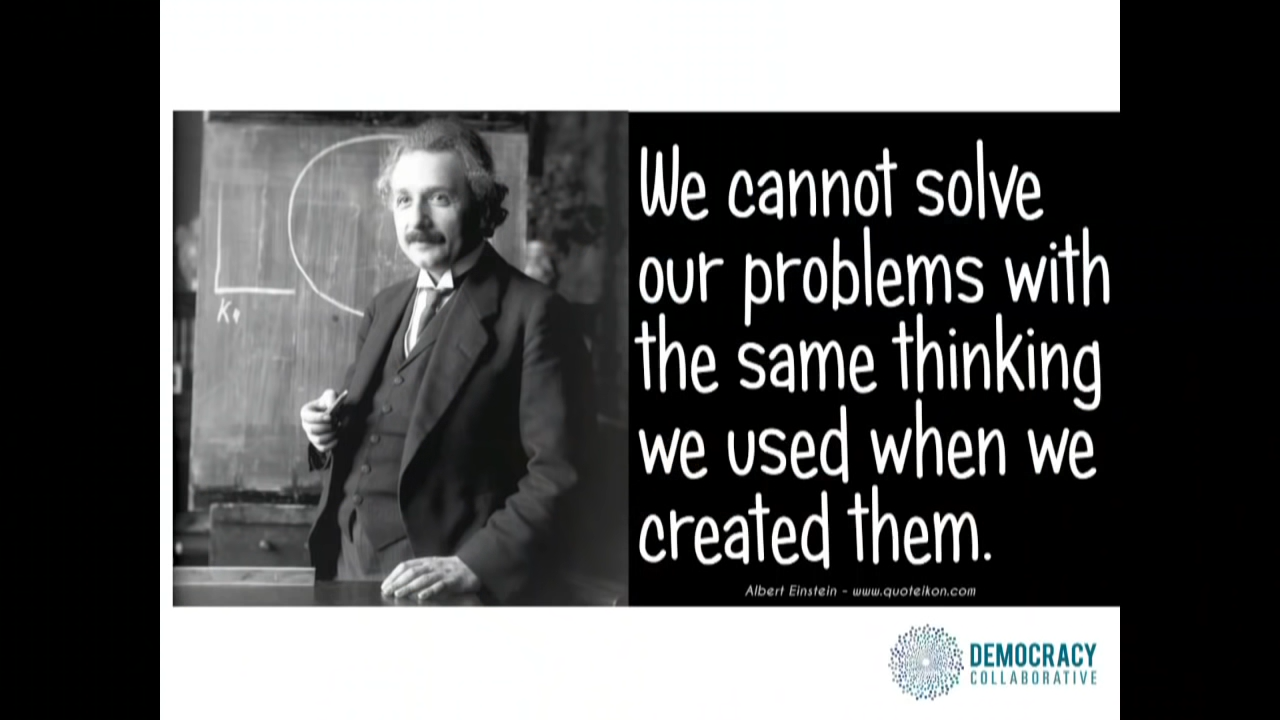 We cannot solve
our problems with
the same thinking
we used when we
created them.
Albert Einstein - www.quoteikon.com
DEMOCRACY
COLLABORATIVE